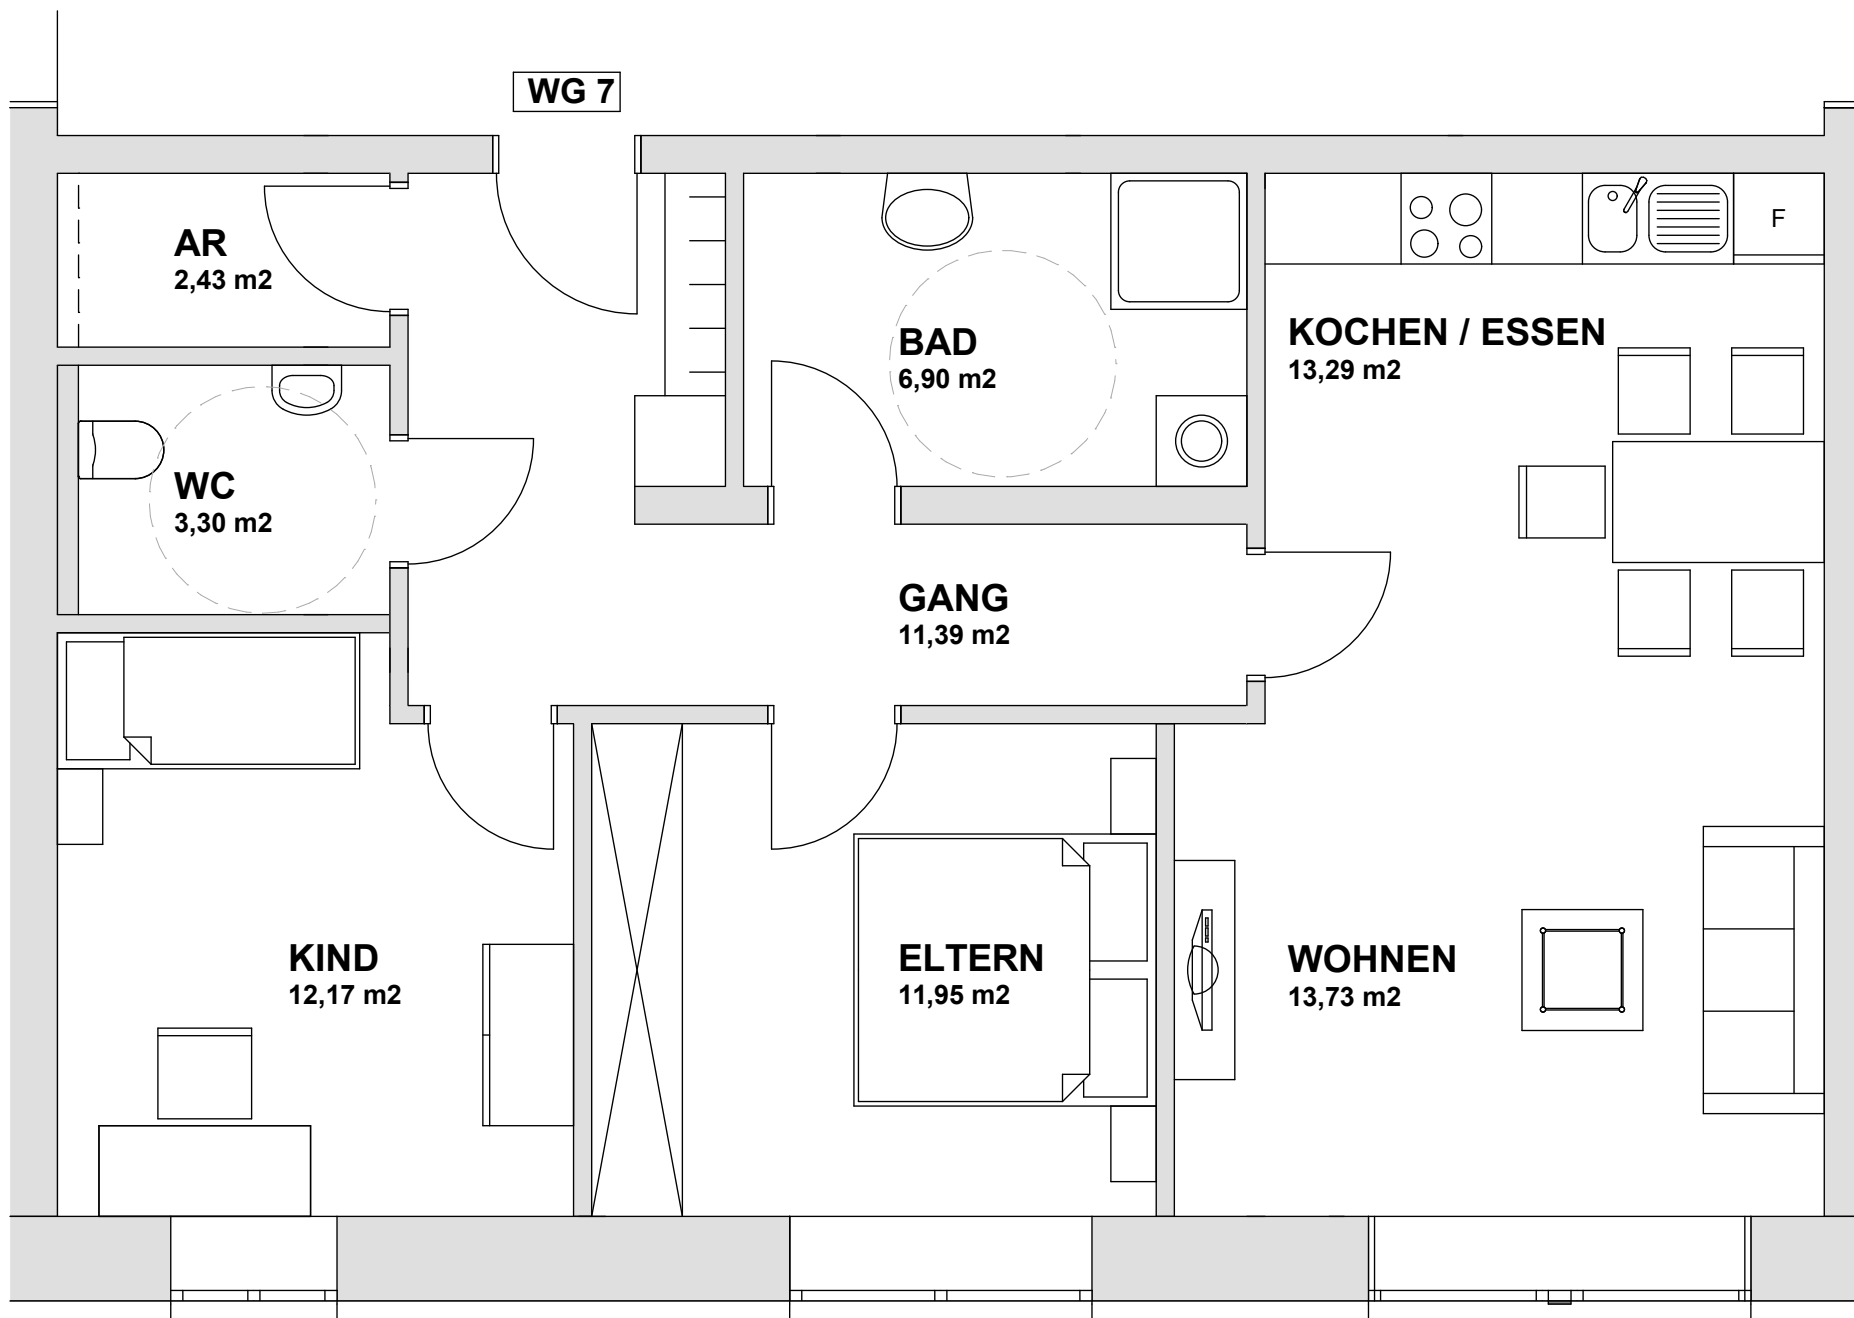 WG 7
AR
2,43 m2
BAD
6,90 m2
KOCHEN / ESSEN
13,29 m2
F
WC
3,30 m2
GANG
11,39 m2
KIND
12,17 m2
ELTERN
11,95 m2
WOHNEN
13,73 m2